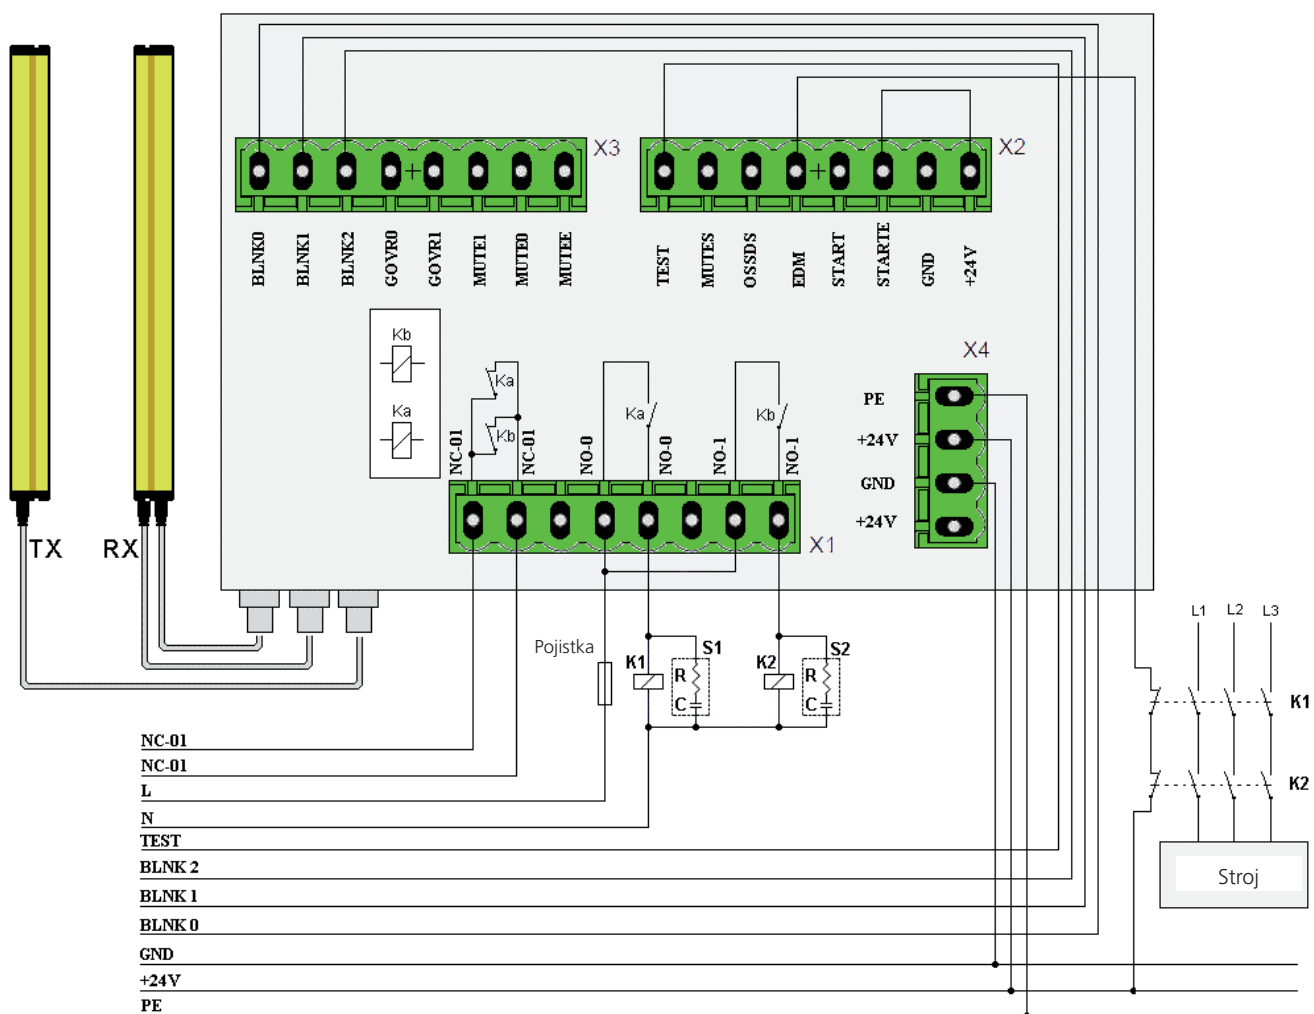 X3
X2
BLNK0
BLNK1
BLNK2
GOVR0
GOVR1
MUTE1
MUTE0
MUTEE
TEST
MUTES
OSSDS
EDM
START
STARTE
GND
+24V
Kb
Ka
Ka
Kb
Ka
Kb
NC-01
NC-01
NO-0
NO-0
NO-1
NO-1
X4
PE
+24V
GND
+24V
X1
TX
RX
Pojistka
K1
S1
R
C
K2
S2
R
C
L1
L2
L3
K1
K2
Stroj
NC-01
NC-01
L
N
TEST
BLNK 2
BLNK 1
BLNK 0
GND
+24V
PE